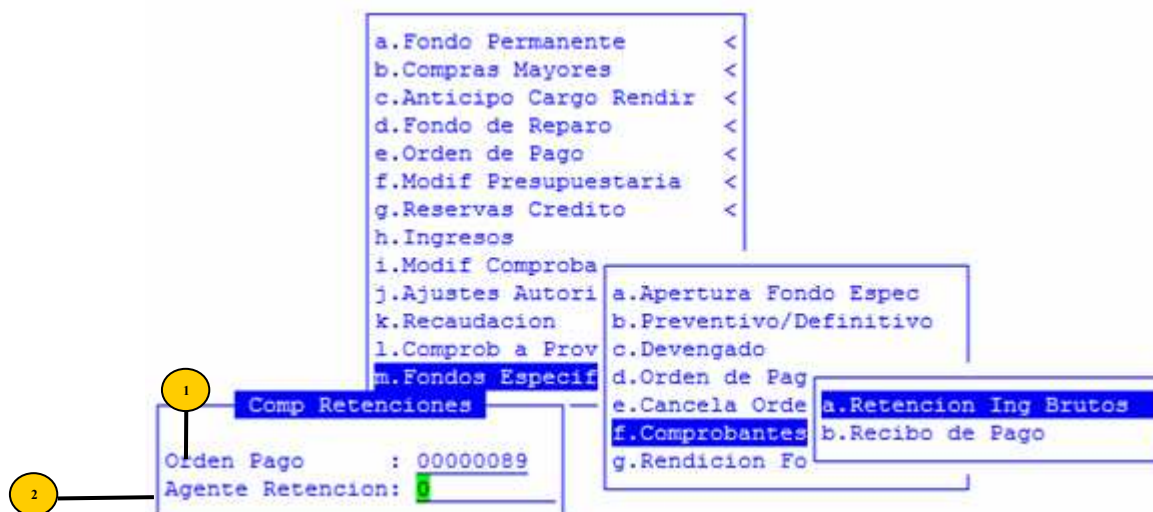 a.Fondo Permanente <
b.Compras Mayores <
c.Anticipo Cargo Rendir <
d.Fondo de Reparo <
e.Orden de Pago <
f.Modif Presupuestaria <
g.Reservas Credito <
h.Ingresos
i.Modif Comproba
j.Ajustes Autori
k.Recaudacion
l.Comprob a Prov
m.Fondos Especif
a.Apertura Fondo Espec
b.Preventivo/Definitivo
c.Devengado
d.Orden de Pag
e.Cancela Orde
f.Comprobantes
g.Rendicion Fo
a.Retencion Ing Brutos
b.Recibo de Pago
1
Comp Retenciones
Orden Pago : 00000089
2
Agente Retencion: 0